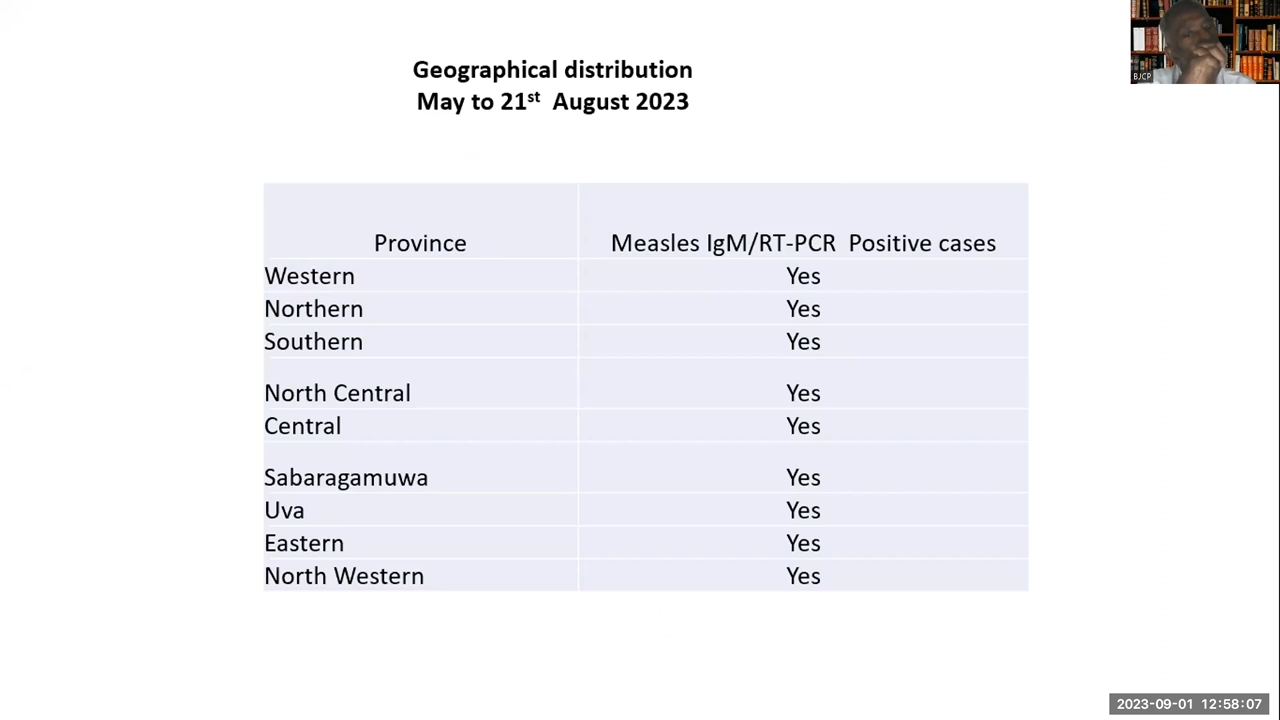 BJCP
Geographical distribution
May to 21st August 2023
Province Measles IgM/RT-PCR Positive cases
Western Yes
Northern Yes
Southern Yes
North Central Yes
Central Yes
Sabaragamuwa Yes
Uva Yes
Eastern Yes
North Western Yes
2023-09-01 12:58:07